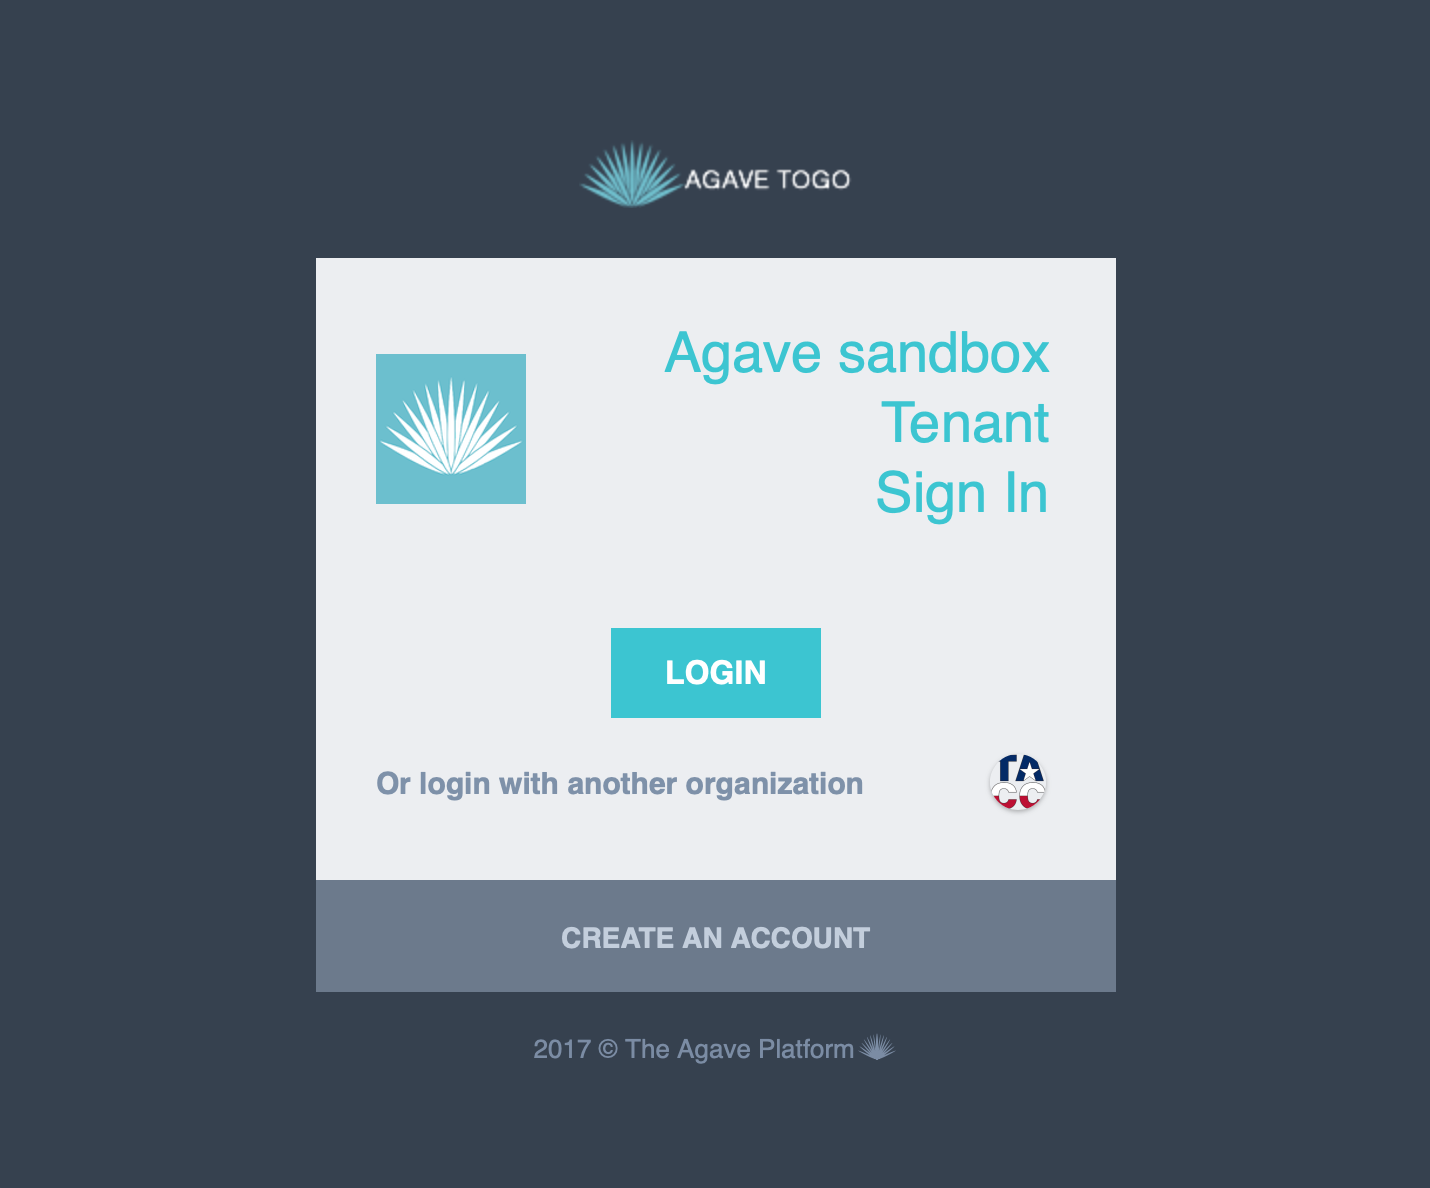 AGAVE TOGO
Agave sandbox
Tenant
Sign In
LOGIN
Or login with another organization
TACC
CREATE AN ACCOUNT
2017 © The Agave Platform